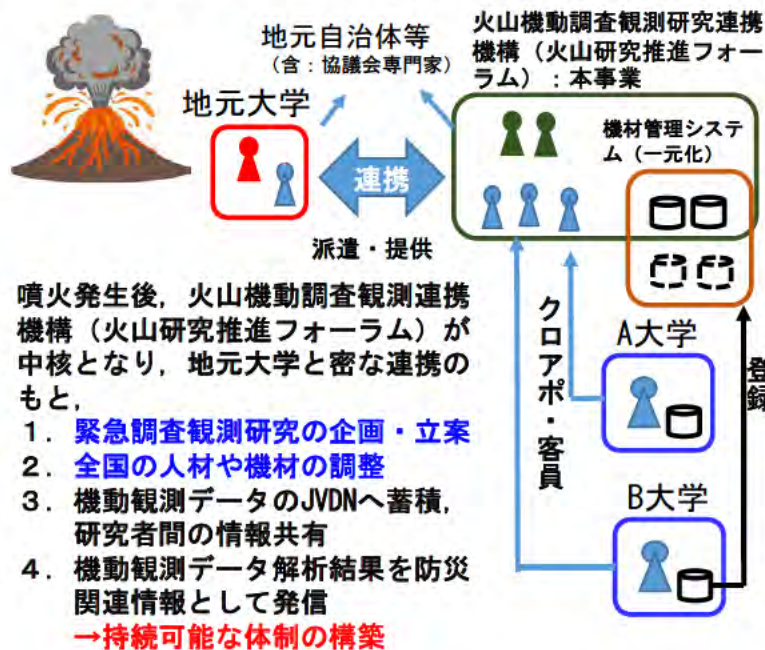 地元自治体等
（含：協議会専門家）
火山機動調査観測研究連携
機構（火山研究推進フォー
ラム）：本事業
地元大学
機材管理システ
ム（一元化）
連携
派遣・提供
噴火発生後，火山機動調査観測連携
機構（火山研究推進フォーラム）が
中核となり，地元大学と密な連携の
もと，
１．緊急調査観測研究の企画・立案
２．全国の人材や機材の調整
３．機動観測データのJVDNへ蓄積，
研究者間の情報共有
４．機動観測データ解析結果を防災
関連情報として発信
→持続可能な体制の構築
クロアポ・客員
A大学
登録
B大学